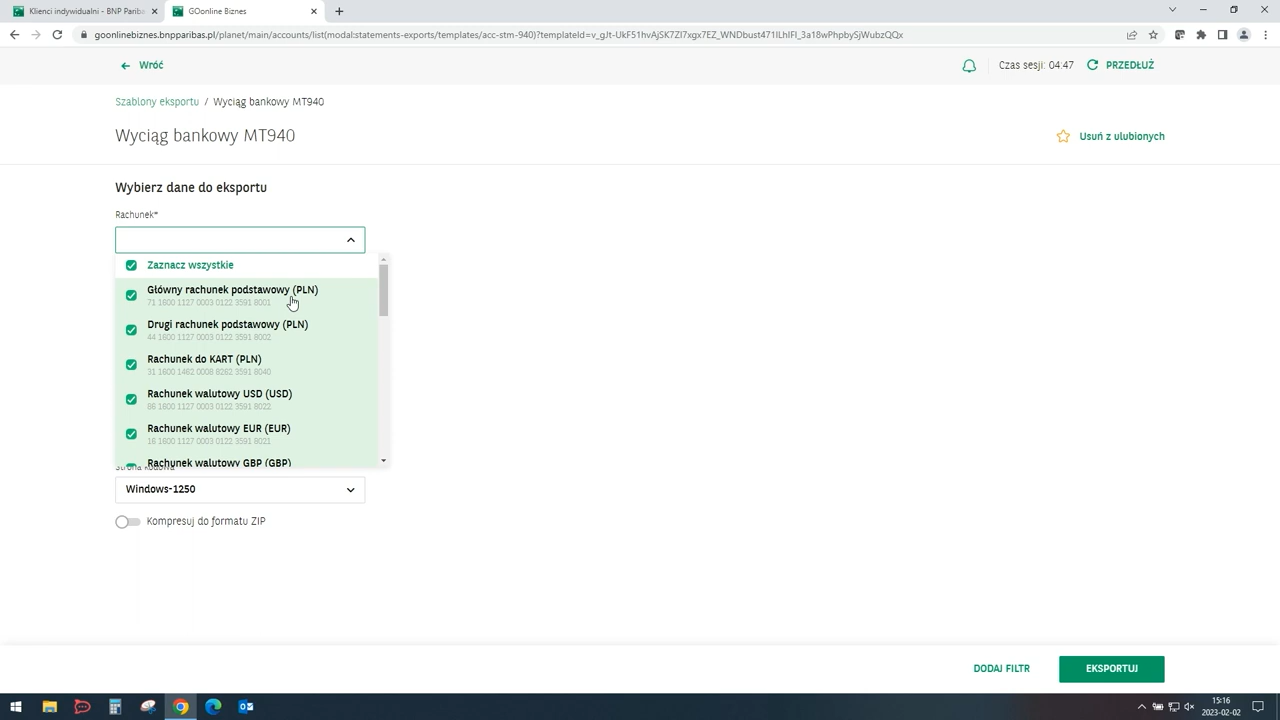 Klienci indywidualni - BNP Pariba
GOonline Biznes
goonlinebiznes.bnpparibas.pl/planet/main/accounts/list(modal:statements-exports/templates/acc-stm-940)?templateId=v_gJt-UkF51hvAjSK7ZI7xgx7EZ_WNDbust471ILhIFI_3a18wPhpbySjWubzQQx
Wróć
Czas sesji: 04:47
PRZEDŁUŻ
Szablony eksportu / Wyciąg bankowy MT940
Wyciąg bankowy MT940
Usuń z ulubionych
Wybierz dane do eksportu
Rachunek*
Zaznacz wszystkie
Główny rachunek podstawowy (PLN)
71 1600 1127 0003 0122 3591 8001
Drugi rachunek podstawowy (PLN)
44 1600 1127 0003 0122 3591 8002
Rachunek do KART (PLN)
31 1600 1462 0008 8262 3591 8040
Rachunek walutowy USD (USD)
86 1600 1127 0003 0122 3591 8022
Rachunek walutowy EUR (EUR)
16 1600 1127 0003 0122 3591 8021
Rachunek walutowy GBP (GBP)
Strona kodowa
Windows-1250
Kompresuj do formatu ZIP
DODAJ FILTR
EKSPORTUJ
15:16
2023-02-02